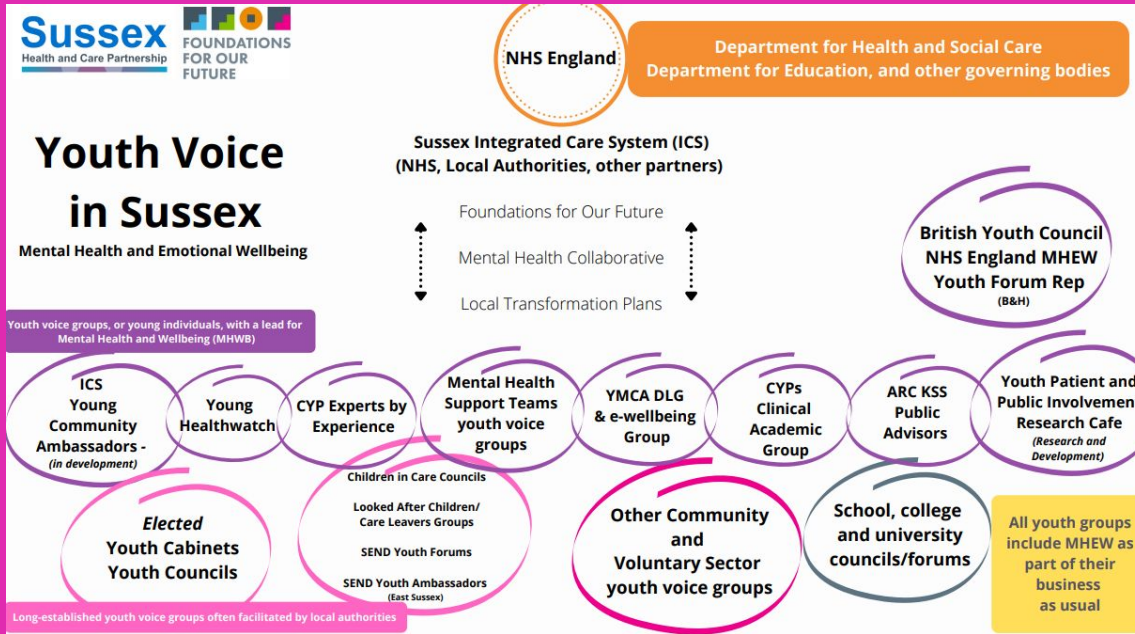 Sussex
Health and Care Partnership
FOUNDATIONS
FOR OUR
FUTURE
NHS England
Department for Health and Social Care
Department for Education, and other governing bodies
Youth Voice
in Sussex
Mental Health and Emotional Wellbeing
Sussex Integrated Care System (ICS)
(NHS, Local Authorities, other partners)
Foundations for Our Future
Mental Health Collaborative
Local Transformation Plans
British Youth Council
NHS England MHEW
Youth Forum Rep
(B&H)
Youth voice groups, or young individuals, with a lead for
Mental Health and Wellbeing (MHWB)
ICS
Young
Community
Ambassadors -
(in development)
Young
Healthwatch
CYP Experts by
Experience
Mental Health
Support Teams
youth voice
groups
YMCA DLG
& e-wellbeing
Group
CYPs
Clinical
Academic
Group
ARC KSS
Public
Advisors
Youth Patient and
Public Involvemen
Research Cafe
(Research and
Development)
Elected
Youth Cabinets
Youth Councils
Children in Care Councils
Looked After Children/
Care Leavers Groups
SEND Youth Forums
SEND Youth Ambassadors
(East Sussex)
Other Community
and
Voluntary Sector
youth voice groups
School, college
and university
councils/forums
All youth groups
include MHEW as
part of their
business
as usual
Long-established youth voice groups often facilitated by local authorities